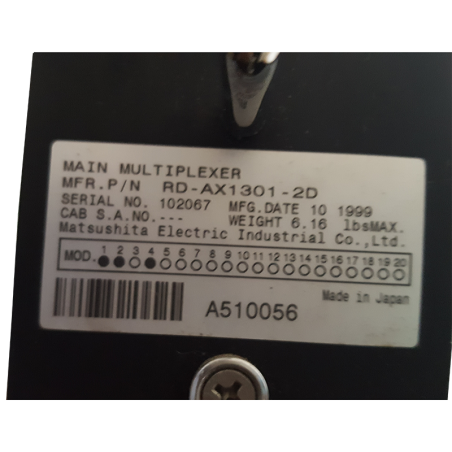 MAIN MULTIPLEXER
MFR.P/N RD-AX1301-2D
SERIAL NO. 102067 MFG.DATE 10 1999
CAB S.A.NO.--- WEIGHT 6.16 lbsMAX.
Matsushita Electric Industrial Co.,Ltd.
MOD. 1 2 3 4 5 6 7 8 9 10 11 12 13 14 15 16 17 18 19 20
A510056 Made in Japan